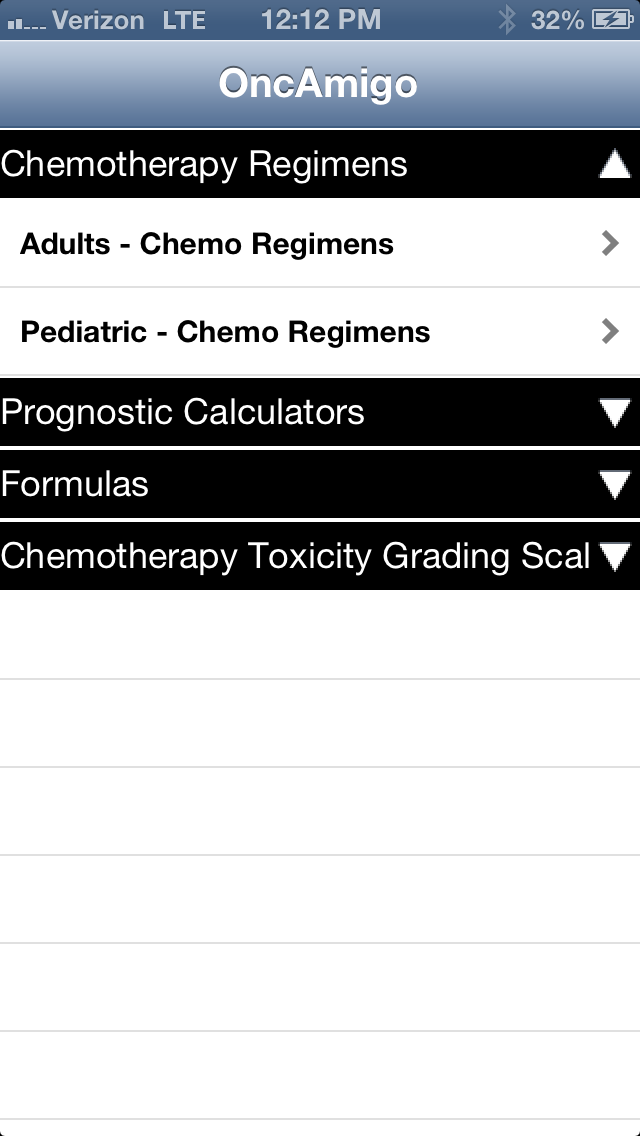 Verizon LTE 12:12 PM 32%
OncAmigo
Chemotherapy Regimens
Adults - Chemo Regimens
Pediatric - Chemo Regimens
Prognostic Calculators
Formulas
Chemotherapy Toxicity Grading Scal